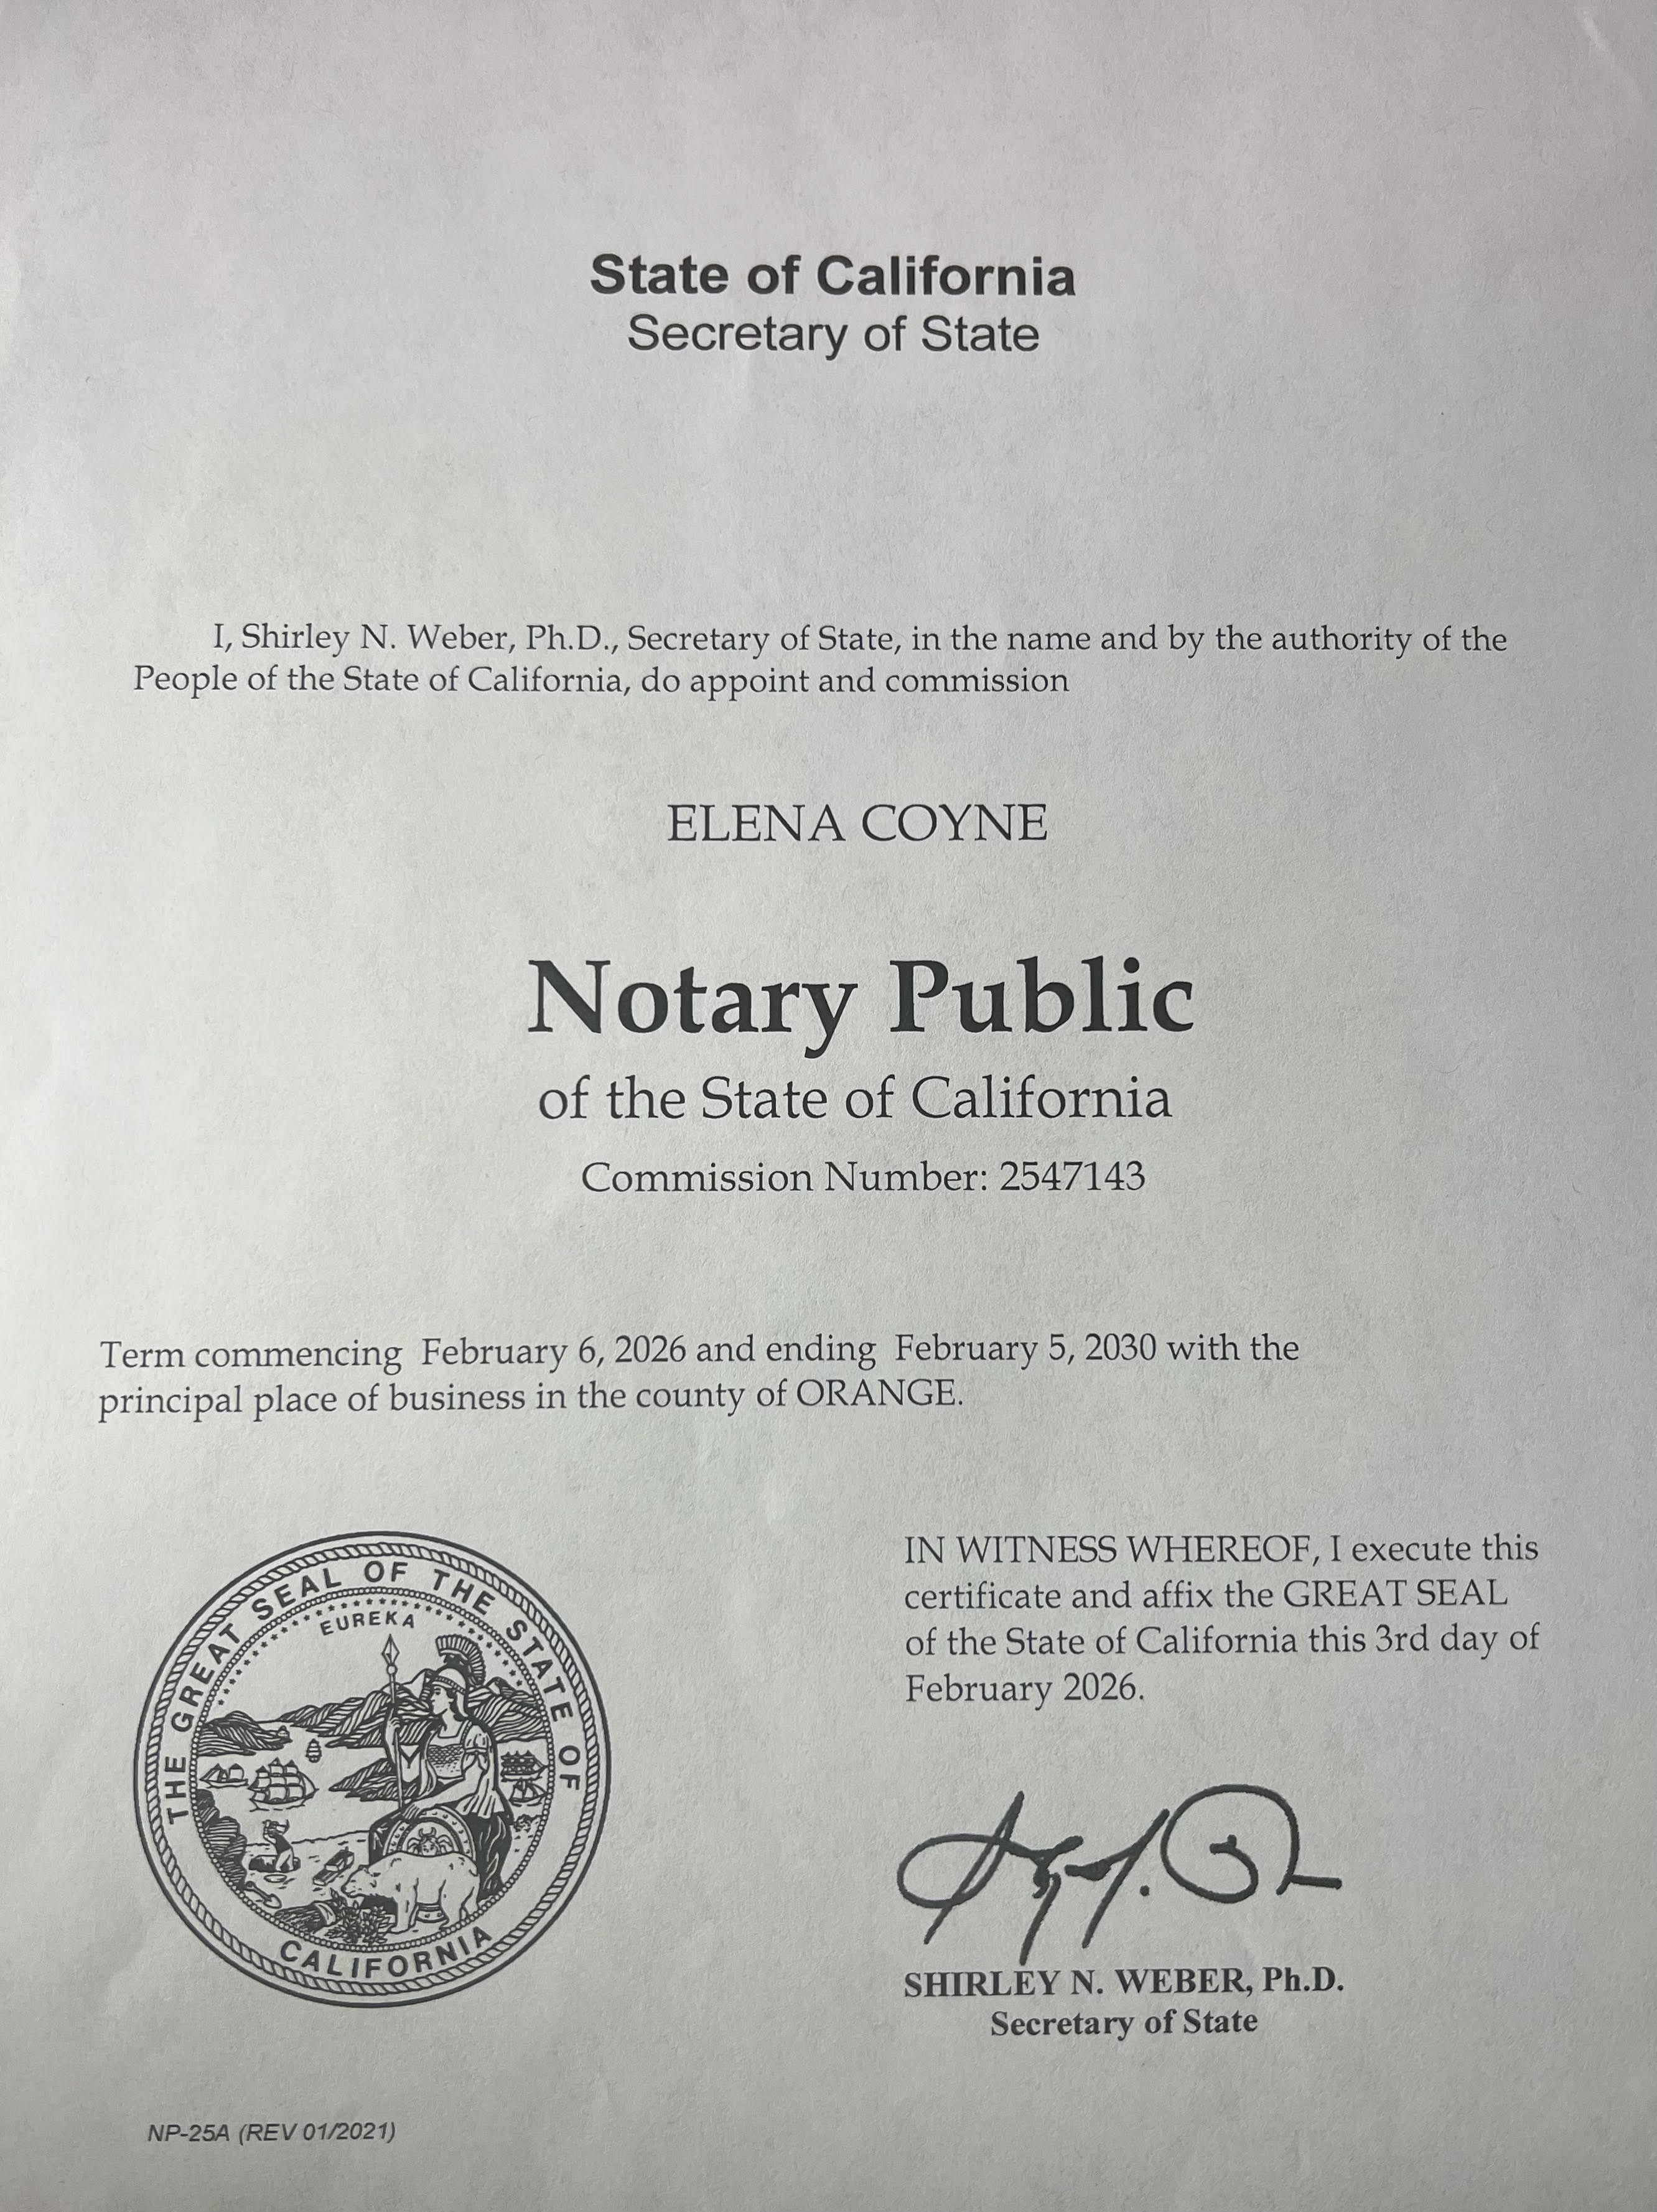 State of California
Secretary of State
I, Shirley N. Weber, Ph.D., Secretary of State, in the name and by the authority of the
People of the State of California, do appoint and commission
ELENA COYNE
Notary Public
of the State of California
Commission Number: 2547143
Term commencing February 6, 2026 and ending February 5, 2030 with the
principal place of business in the county of ORANGE.
THE GREAT SEAL OF THE STATE OF
CALIFORNIA
EUREKA
IN WITNESS WHEREOF, I execute this
certificate and affix the GREAT SEAL
of the State of California this 3rd day of
February 2026.
SHIRLEY N. WEBER, Ph.D.
Secretary of State
NP-25A (REV 01/2021)